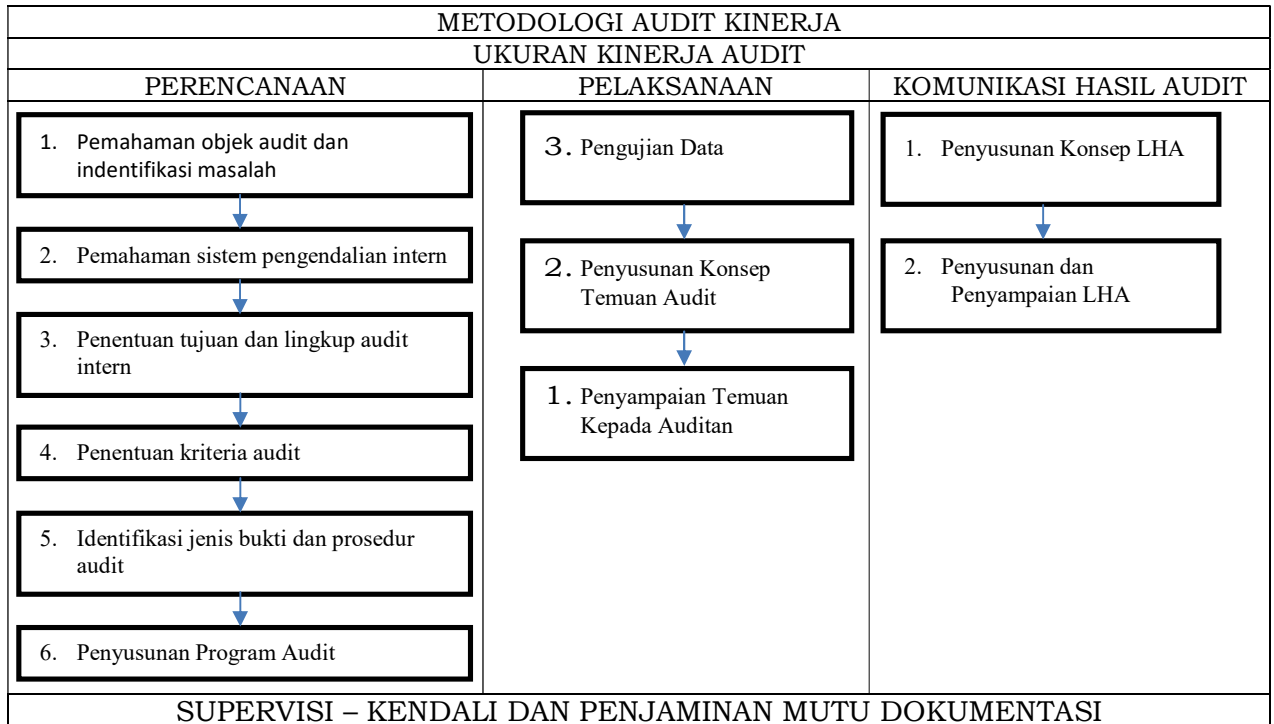 METODOLOGI AUDIT KINERJA
UKURAN KINERJA AUDIT
PERENCANAAN
1. Pemahaman objek audit dan
indentifikasi masalah
2. Pemahaman sistem pengendalian intern
3. Penentuan tujuan dan lingkup audit
intern
4. Penentuan kriteria audit
5. Identifikasi jenis bukti dan prosedur
audit
6. Penyusunan Program Audit
PELAKSANAAN
3. Pengujian Data
2. Penyusunan Konsep
Temuan Audit
1. Penyampaian Temuan
Kepada Auditan
KOMUNIKASI HASIL AUDIT
1. Penyusunan Konsep LHA
2. Penyusunan dan
Penyampaian LHA
SUPERVISI – KENDALI DAN PENJAMINAN MUTU DOKUMENTASI